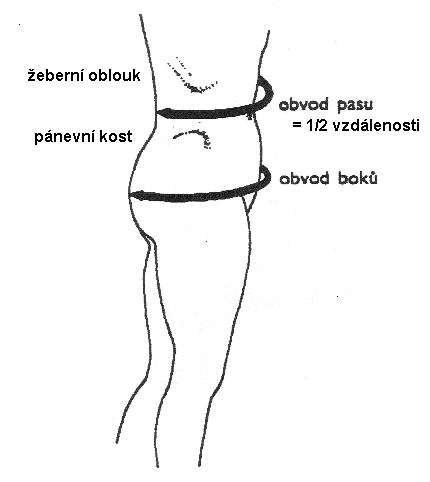 žeberní oblouk
obvod pasu
= 1/2 vzdálenosti
pánevní kost
obvod boků